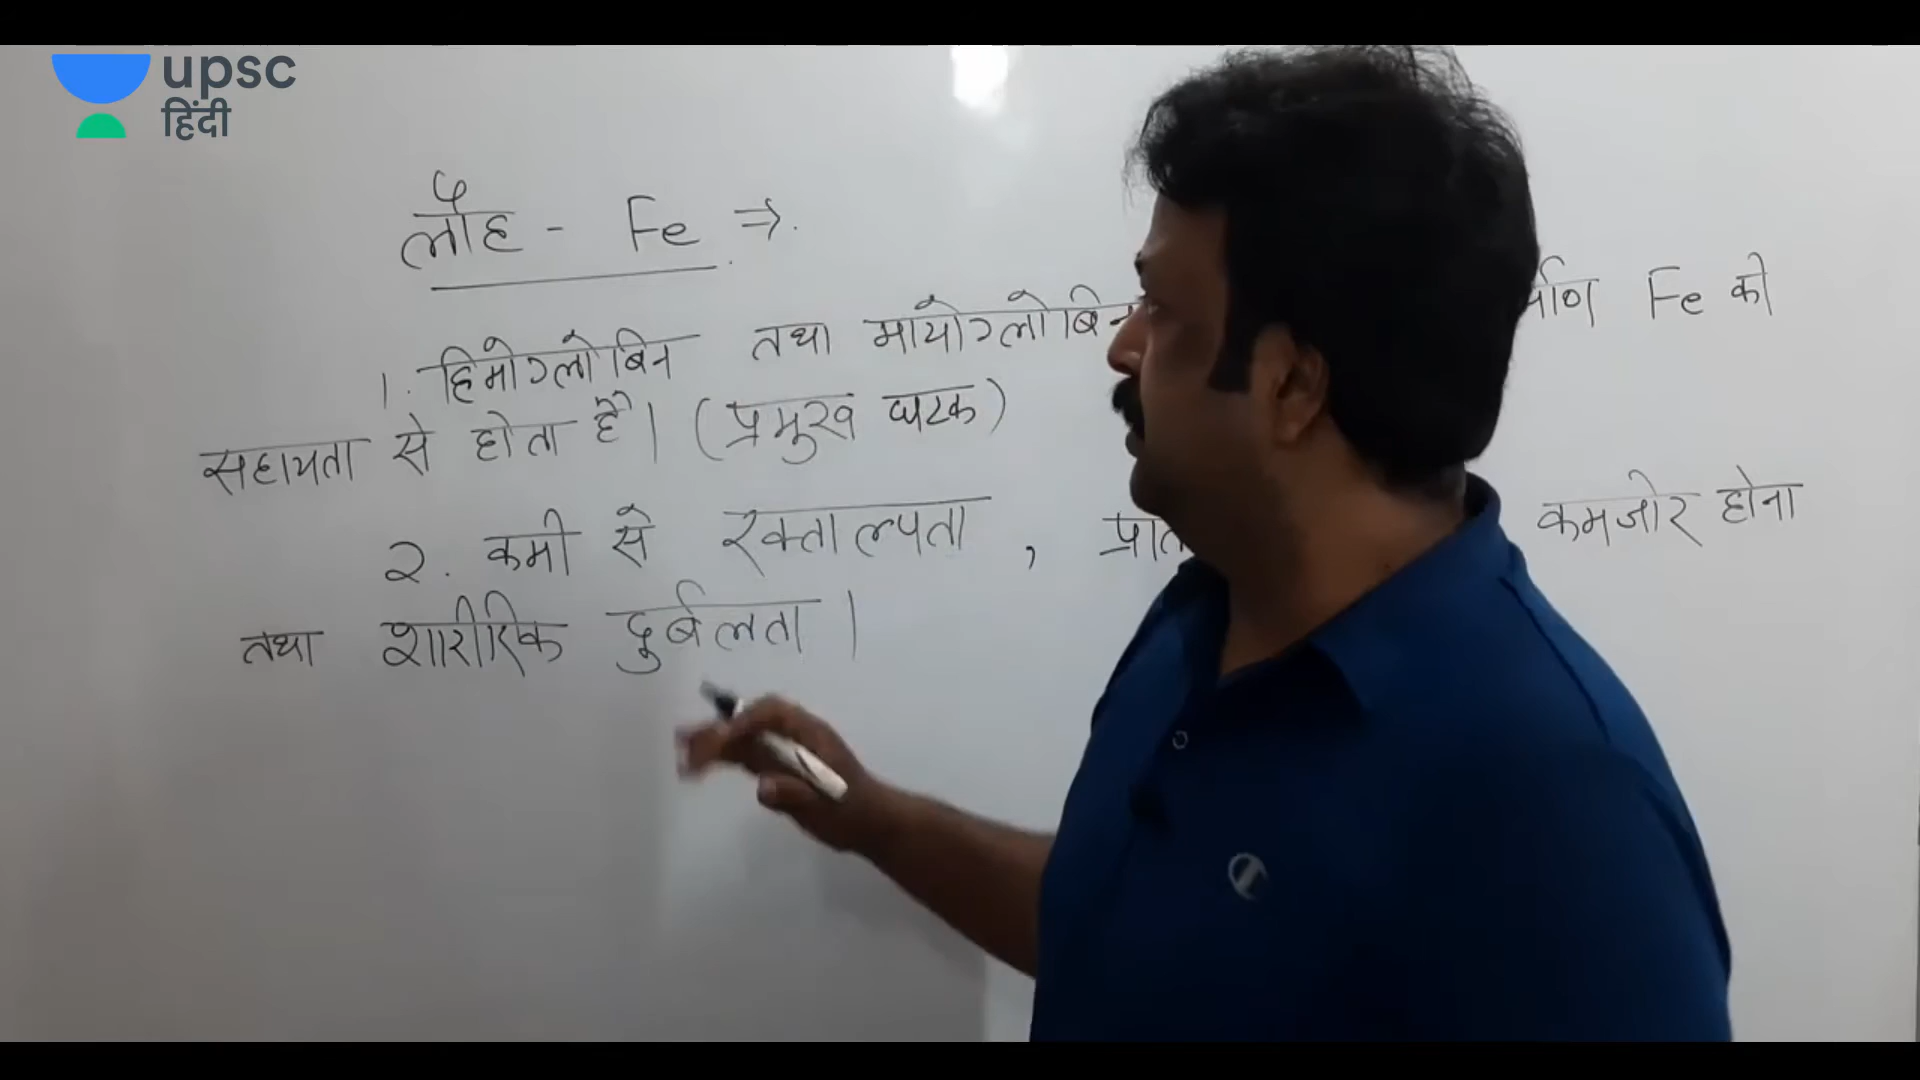 upsc
हिंदी
लौह - Fe ⇒
1. हिमोग्लोबिन तथा मायोग्लोबिन Fe की
सहायता से होता है। (प्रमुख घटक)
2. कमी से रक्ताल्पता , कमजोर होना
तथा शारीरिक दुर्बलता ।